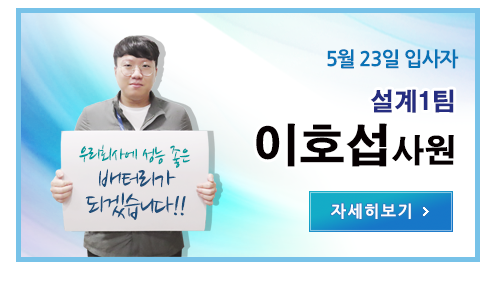 5월 23일 입사자
설계1팀
이호섭사원
우리회사에 성능 좋은
배터리가
되겠습니다!!
자세히보기 >